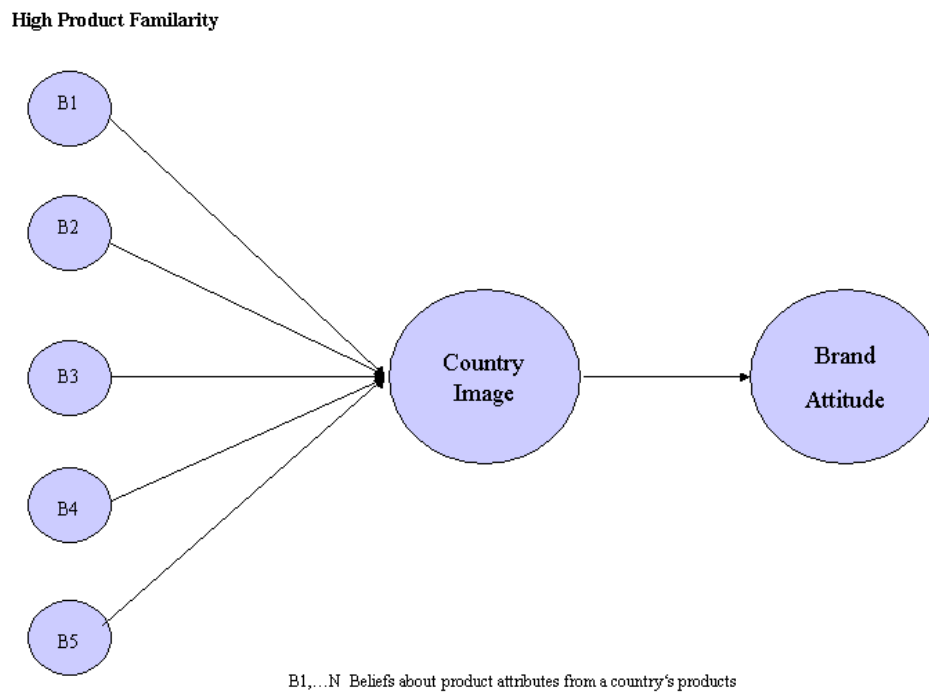 High Product Familarity
B1
B2
B3
B4
B5
Country
Image
Brand
Attitude
B1,...N Beliefs about product attributes from a country's products